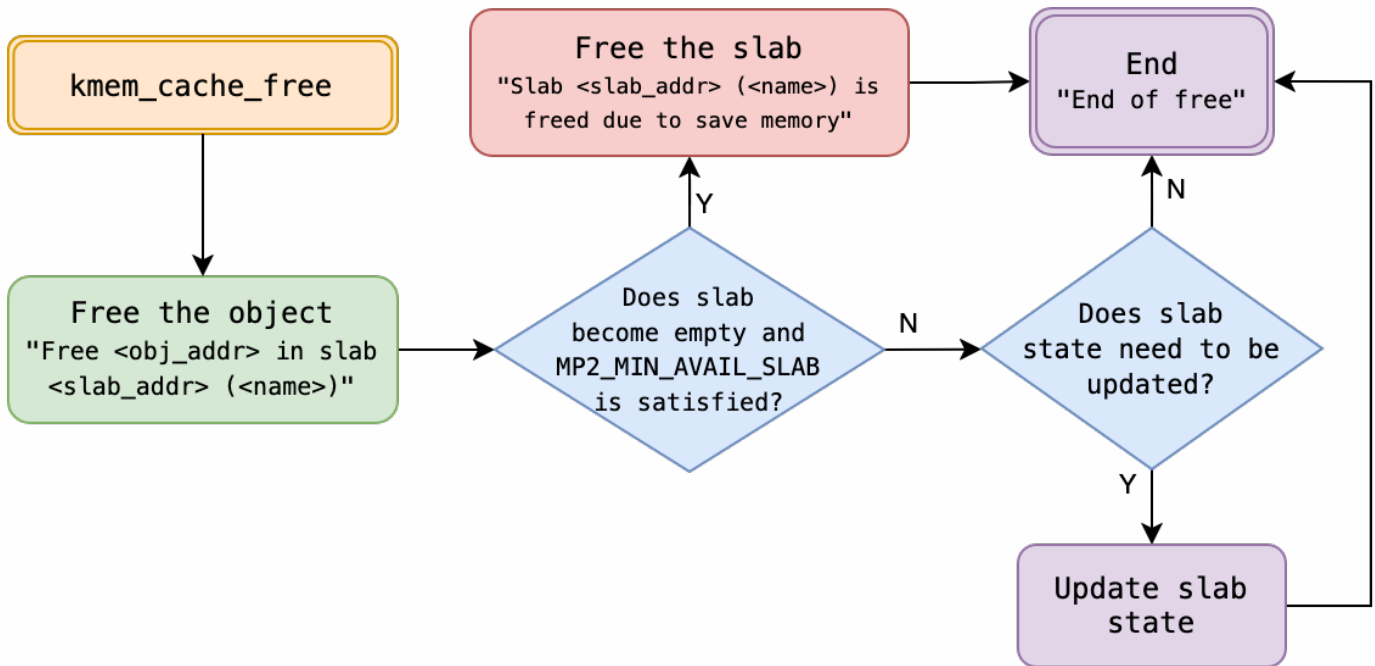 kmem_cache_free
Free the object
"Free <obj_addr> in slab
<slab_addr> (<name>)"
Does slab
become empty and
MP2_MIN_AVAIL_SLAB
is satisfied?
Y
Free the slab
"Slab <slab_addr> (<name>) is
freed due to save memory"
N
Does slab
state need to be
updated?
N
End
"End of free"
Y
Update slab
state